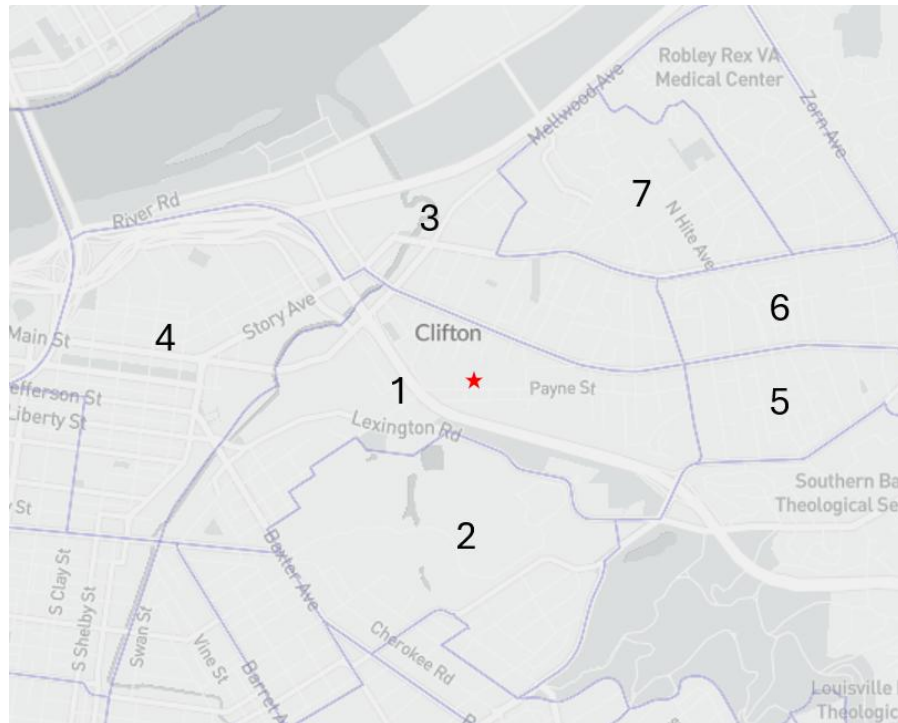 Robley Rex VA
Medical Center
Zorn Ave
Mellwood Ave
7
N Hite Ave
River Rd
3
6
Story Ave
Clifton
Main St
4
Payne St
1
5
efferson St
Liberty St
Lexington Rd
Southern Ba
Theological Se
y St
2
Baxter Ave
S Clay St
S Shelby St
Swan St
Vine St
Cherokee Rd
Barret A
Louisville
Theologic